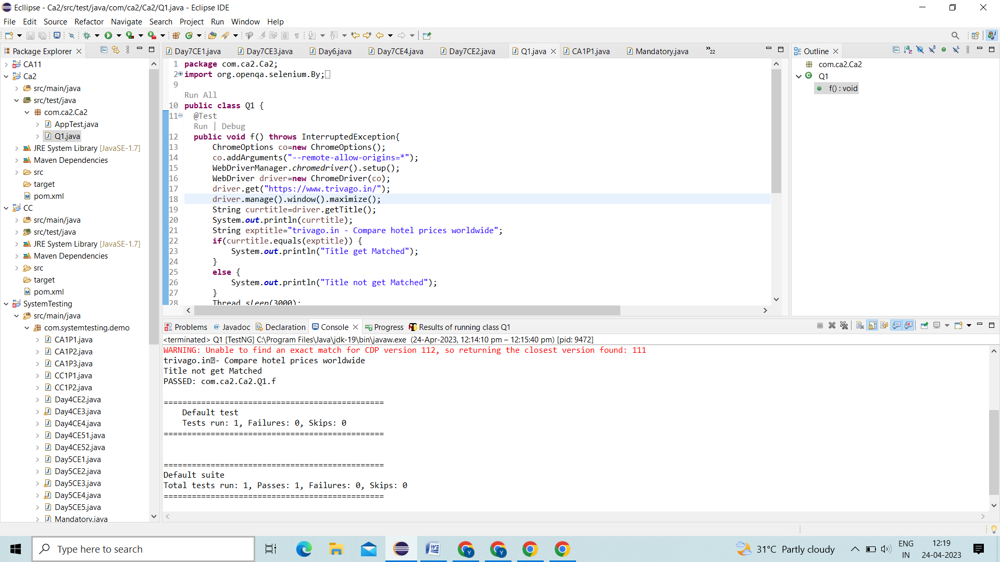 Ecllipse - Ca2/src/test/java/com/ca2/Ca2/Q1.java - Eclipse IDE
File Edit Source Refactor Navigate Search Project Run Window Help
Package Explorer
CA11
Ca2
src/main/java
src/test/java
com.ca2.Ca2
AppTest.java
Q1.java
JRE System Library [JavaSE-1.7]
Maven Dependencies
src
target
pom.xml
CC
src/main/java
src/test/java
JRE System Library [JavaSE-1.7]
Maven Dependencies
src
target
pom.xml
SystemTesting
src/main/java
com.systemtesting.demo
CA1P1.java
CA1P2.java
CA1P3.java
CC1P1.java
CC1P2.java
Day4CE2.java
Day4CE3.java
Day4CE4.java
Day4CE51.java
Day4CE52.java
Day5CE1.java
Day5CE2.java
Day5CE3.java
Day5CE4.java
Day5CE5.java
Mandatory.java
Day7CE1.java Day7CE3.java Day6.java Day7CE4.java Day7CE2.java Q1.java CA1P1.java Mandatory.java »22
1 package com.ca2.Ca2;
2 import org.openqa.selenium.By;
9
Run All
10 public class Q1 {
11 @Test
Run | Debug
12 public void f() throws InterruptedException{
13 ChromeOptions co=new ChromeOptions();
14 co.addArguments("--remote-allow-origins=*");
15 WebDriverManager.chromedriver().setup();
16 WebDriver driver=new ChromeDriver(co);
17 driver.get("https://www.trivago.in/");
18 driver.manage().window().maximize();
19 String currtitle=driver.getTitle();
20 System.out.println(currtitle);
21 String exptitle="trivago.in - Compare hotel prices worldwide";
22 if(currtitle.equals(exptitle)) {
23 System.out.println("Title get Matched");
24 }
25 else {
26 System.out.println("Title not get Matched");
27 }
28 Thread.sleep(3000);
Outline
com.ca2.Ca2
Q1
f() : void
Problems @ Javadoc Declaration Console Progress Results of running class Q1
<terminated> Q1 [TestNG] C:\Program Files\Java\jdk-19\bin\javaw.exe (24-Apr-2023, 12:14:10 pm – 12:15:40 pm) [pid: 9472]
WARNING: Unable to find an exact match for CDP version 112, so returning the closest version found: 111
trivago.in - Compare hotel prices worldwide
Title not get Matched
PASSED: com.ca2.Ca2.Q1.f
===============================================
Default test
Tests run: 1, Failures: 0, Skips: 0
===============================================
===============================================
Default suite
Total tests run: 1, Passes: 1, Failures: 0, Skips: 0
===============================================
Type here to search
31°C Partly cloudy
ENG
IN
12:19
24-04-2023